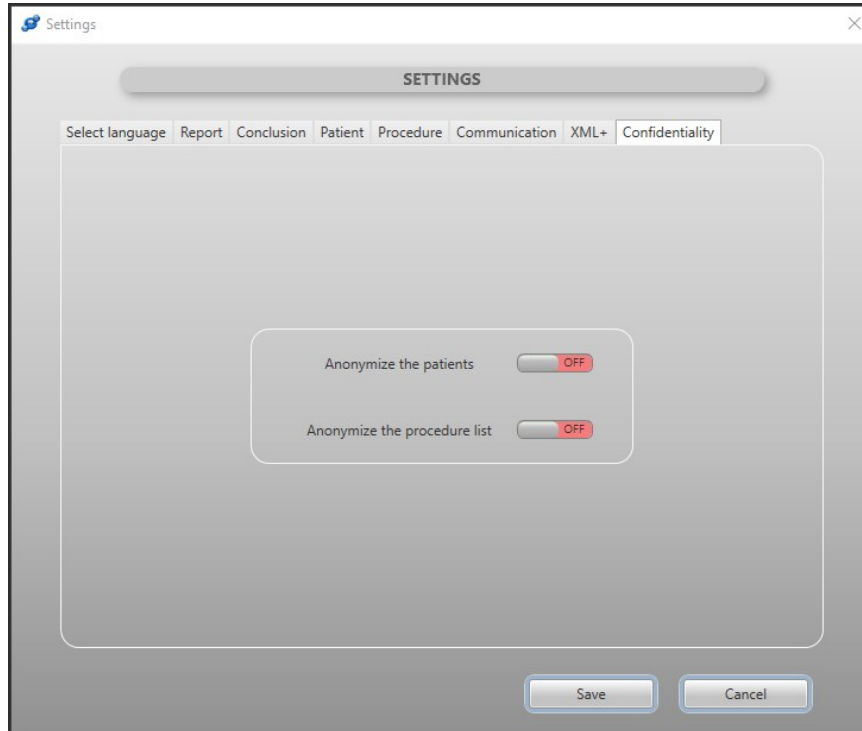 Settings
SETTINGS
Select language Report Conclusion Patient Procedure Communication XML+ Confidentiality
Anonymize the patients OFF
Anonymize the procedure list OFF
Save Cancel